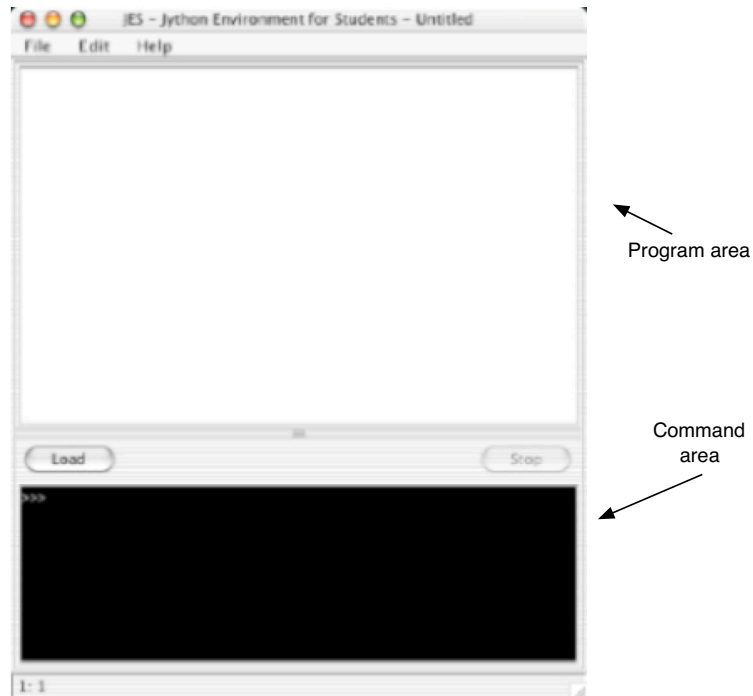 JES – Jython Environment for Students – Untitled
File Edit Help
Program area
Command
area
Load Stop
>>>
1: 1